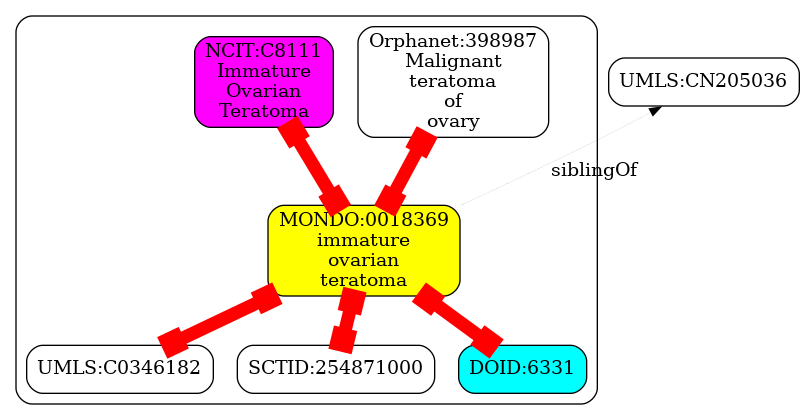 NCIT:C8111
Immature
Ovarian
Teratoma
Orphanet:398987
Malignant
teratoma
of
ovary
UMLS:CN205036
siblingOf
MONDO:0018369
immature
ovarian
teratoma
UMLS:C0346182
SCTID:254871000
DOID:6331